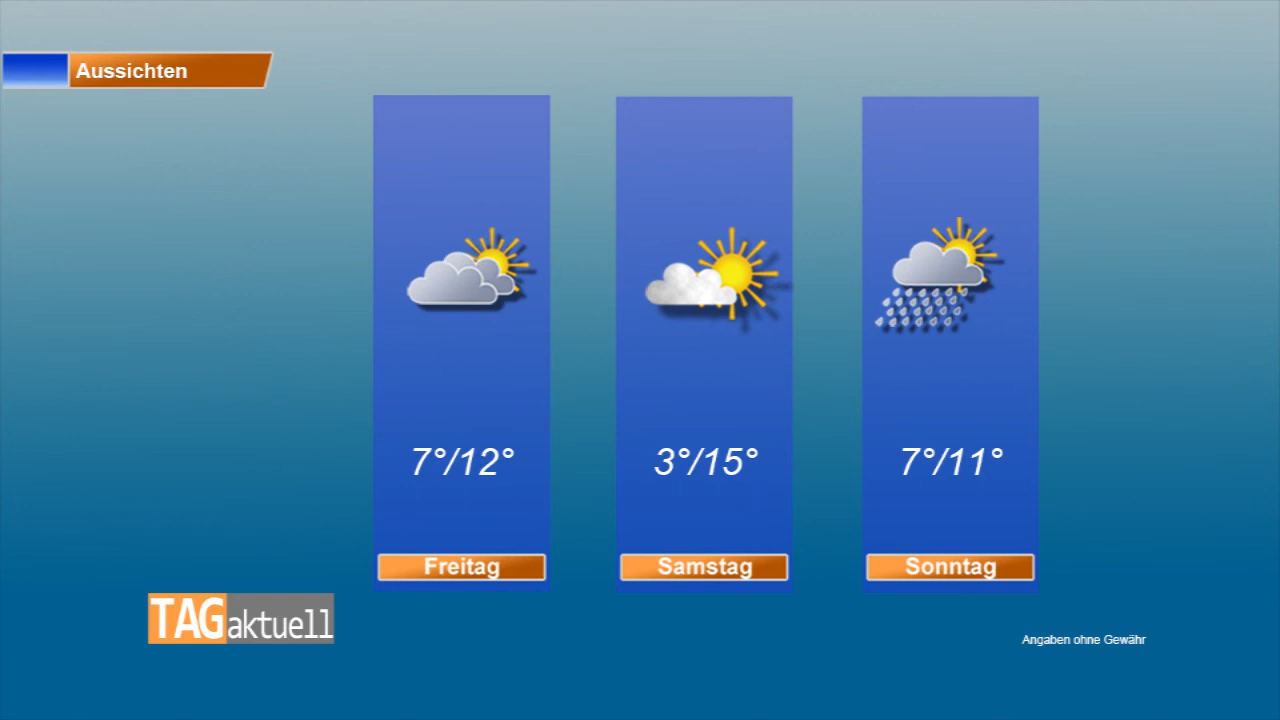 Aussichten
7°/12°
3°/15°
7°/11°
Freitag
Samstag
Sonntag
TAGaktuell
Angaben ohne Gewähr